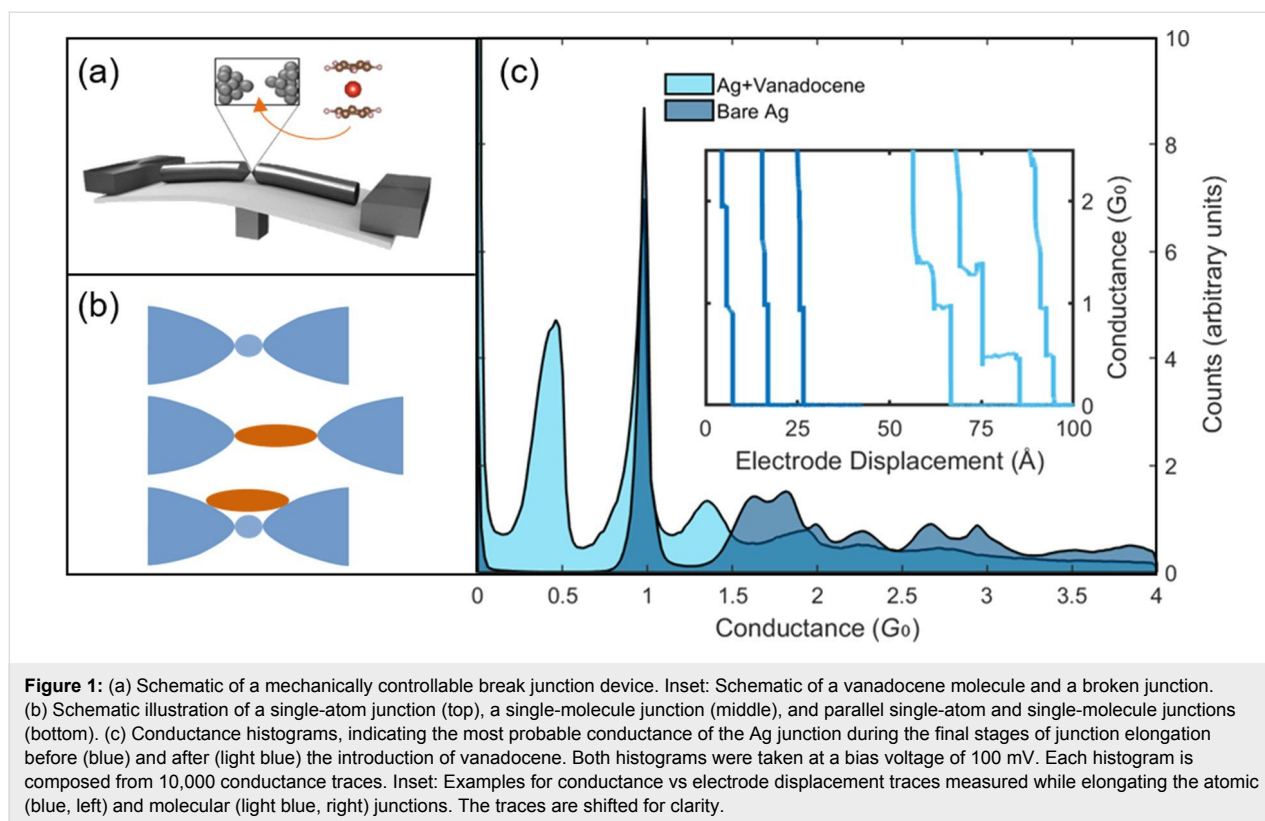 (a)
(b)
(c)
Ag+Vanadocene
Bare Ag
0
25
50
75
100
Electrode Displacement (Å)
2
1
0
Conductance (G₀)
10
8
6
4
2
0
Counts (arbitrary units)
0
0.5
1
1.5
2
2.5
3
3.5
4
Conductance (G₀)
Figure 1: (a) Schematic of a mechanically controllable break junction device. Inset: Schematic of a vanadocene molecule and a broken junction.
(b) Schematic illustration of a single-atom junction (top), a single-molecule junction (middle), and parallel single-atom and single-molecule junctions
(bottom). (c) Conductance histograms, indicating the most probable conductance of the Ag junction during the final stages of junction elongation
before (blue) and after (light blue) the introduction of vanadocene. Both histograms were taken at a bias voltage of 100 mV. Each histogram is
composed from 10,000 conductance traces. Inset: Examples for conductance vs electrode displacement traces measured while elongating the atomic
(blue, left) and molecular (light blue, right) junctions. The traces are shifted for clarity.